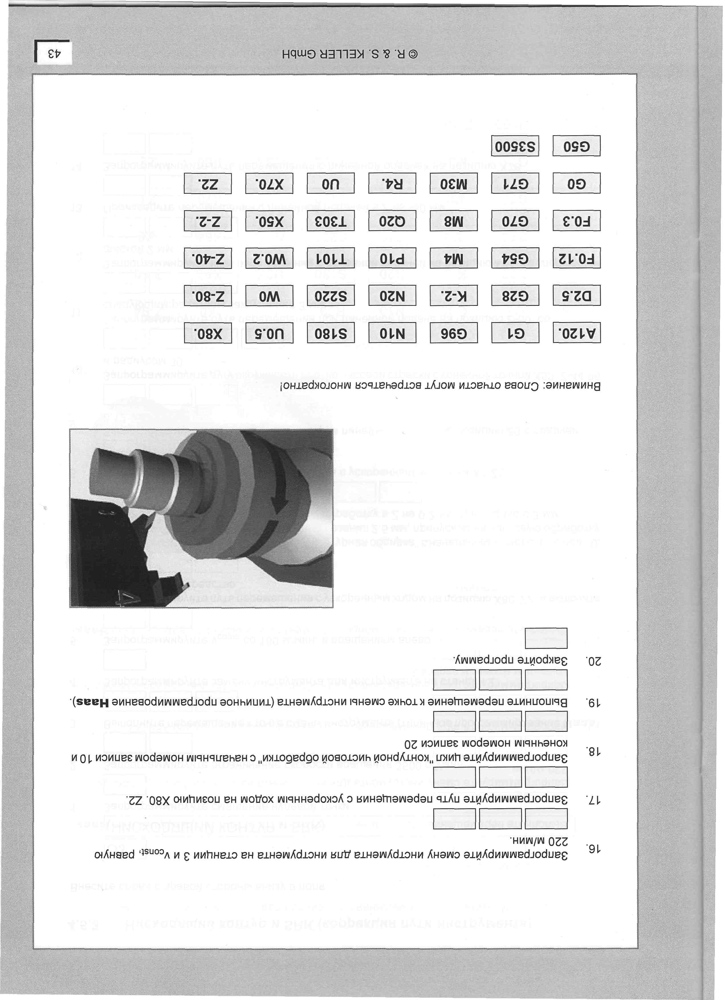 16. Запрограммируйте смену инструмента для инструмента на станции 3 и vconst, равную
220 м/мин.
17. Запрограммируйте путь перемещения с ускоренным ходом на позицию X80. Z2.
18. Запрограммируйте цикл "контурной чистовой обработки" с начальным номером записи 10 и
конечным номером записи 20
19. Выполните перемещение к точке смены инструмента (типичное программирование Haas).
20. Закройте программу.
4
3
Внимание: Слова отчасти могут встречаться многократно!
A120. G1 G96 N10 S180 U0.5 X80.
D2.5 G28 K-2. N20 S220 W0 Z-80.
F0.12 G54 M4 P10 T101 W0.2 Z-40.
F0.3 G70 M8 Q20 T303 X50. Z-2.
G0 G71 M30 R4. U0 X70. Z2.
G50 S3500
© R. & S. KELLER GmbH
43